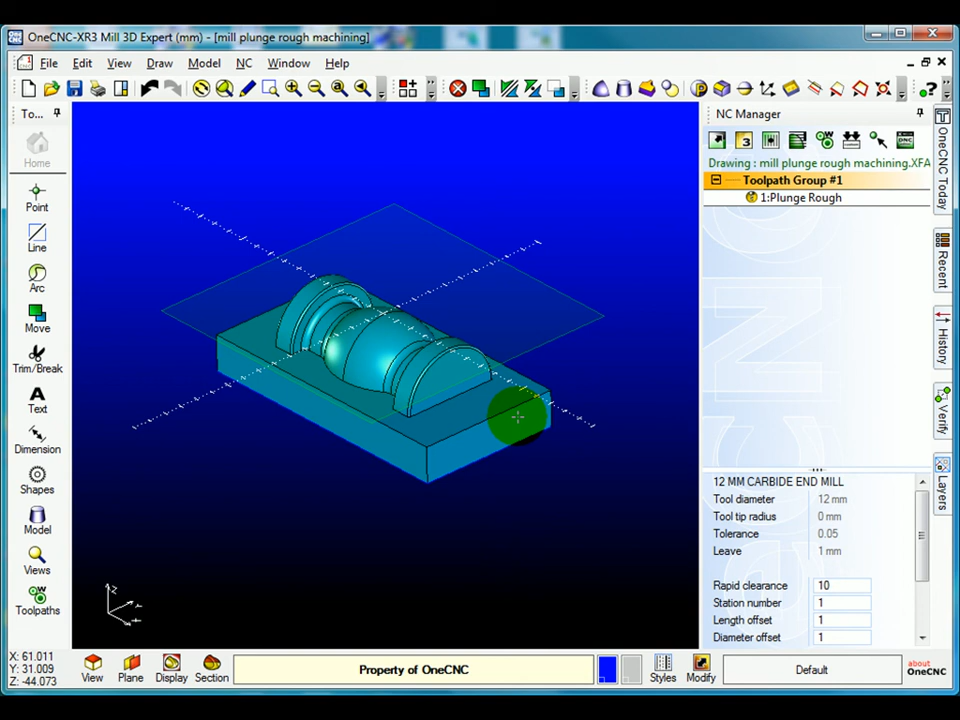 OneCNC-XR3 Mill 3D Expert (mm) - [mill plunge rough machining]
File Edit View Draw Model NC Window Help
To...
Home
Point
Line
Arc
Move
Trim/Break
Text
Dimension
Shapes
Model
Views
Toolpaths
NC Manager
Drawing : mill plunge rough machining.XFA
Toolpath Group #1
1:Plunge Rough
12 MM CARBIDE END MILL
Tool diameter 12 mm
Tool tip radius 0 mm
Tolerance 0.05
Leave 1 mm
Rapid clearance 10
Station number 1
Length offset 1
Diameter offset 1
OneCNC Today
Recent
History
Verify
Layers
Z
X: 61.011
Y: 31.009
Z: -44.073
View Plane Display Section
Property of OneCNC
Styles Modify
Default
about
OneCNC